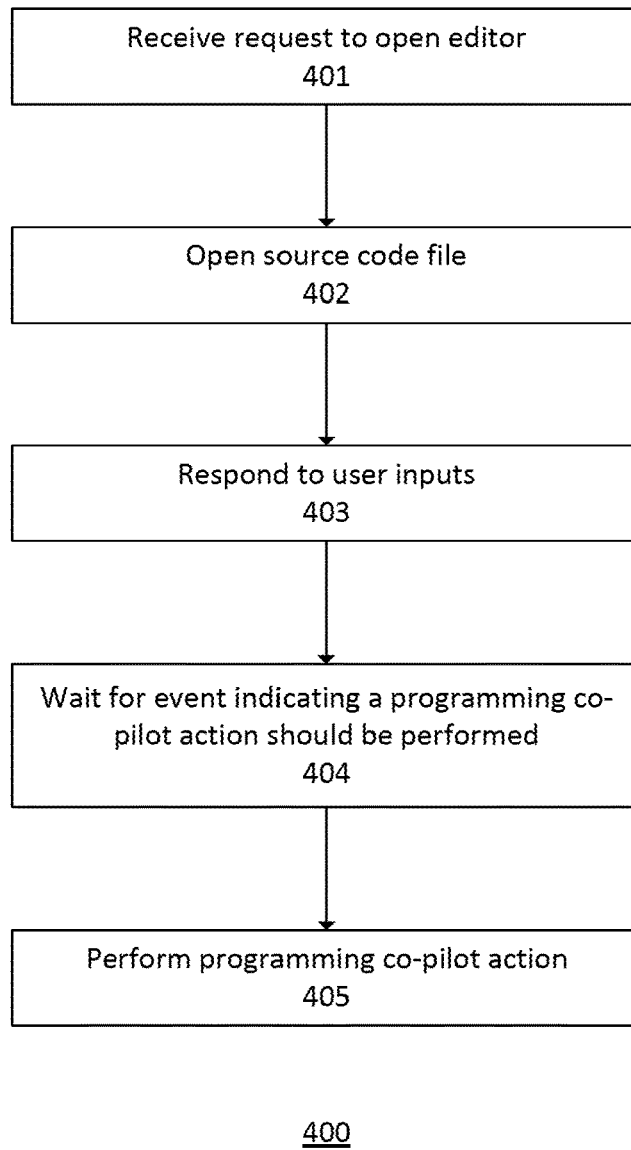 Receive request to open editor
401
Open source code file
402
Respond to user inputs
403
Wait for event indicating a programming co-
pilot action should be performed
404
Perform programming co-pilot action
405
400